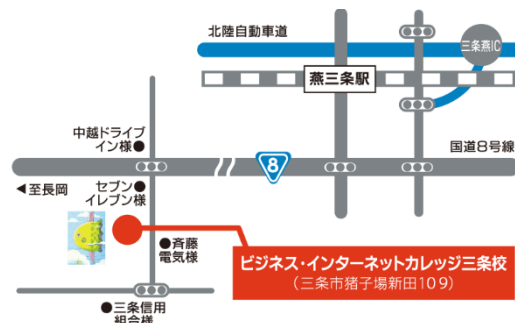 北陸自動車道
三条燕IC
燕三条駅
中越ドライブ
イン様●
国道8号線
8
◀至長岡
セブン●
イレブン様
●斉藤
電気様
ビジネス・インターネットカレッジ三条校
(三条市猪子場新田109)
●三条信用
組合様